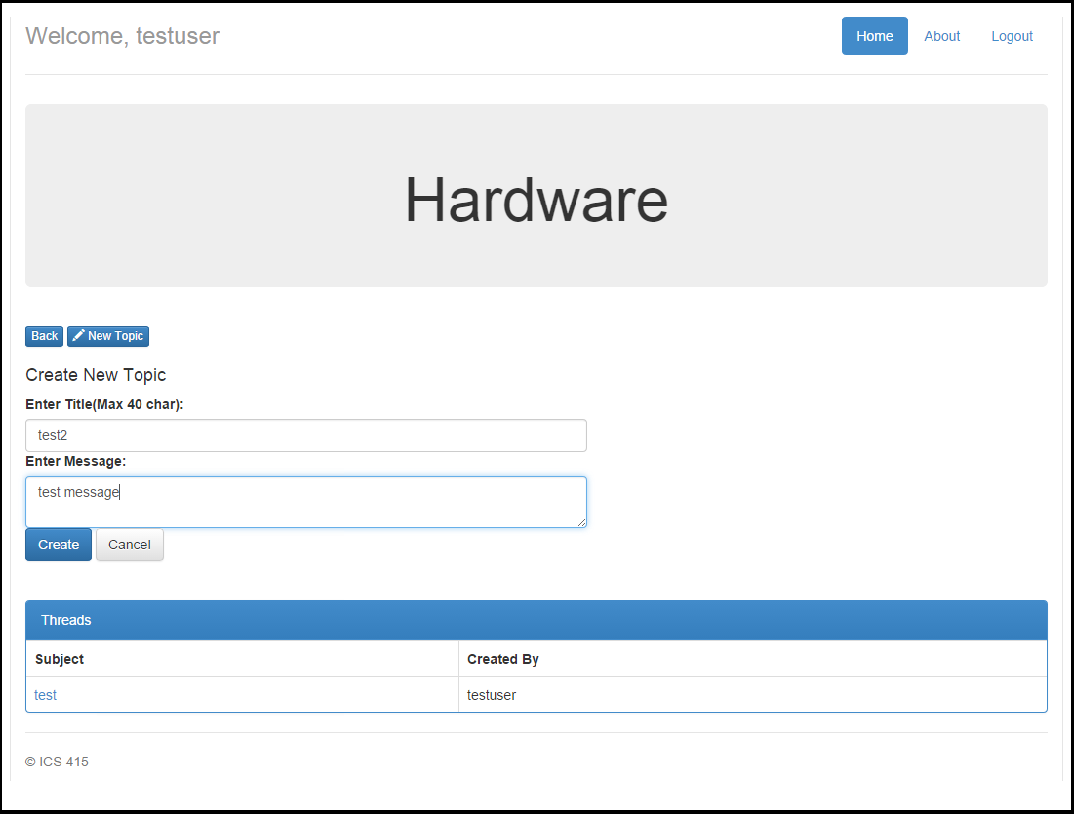 Welcome, testuser Home About Logout
Hardware
Back New Topic
Create New Topic
Enter Title(Max 40 char):
test2
Enter Message:
test message
Create Cancel
Threads
Subject Created By
test testuser
© ICS 415